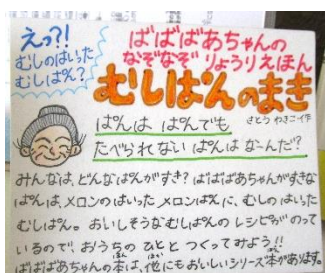 えっ?!
むしのはいった
むしぱん?
ばばばあちゃんの
なぞなぞりょうりえほん
むしぱんのまき
さとうわきこ・作
ぱんは ぱんでも
たべられない ぱんは なーんだ?
みんなは、どんなぱんがすき?ばばばあちゃんがすきな
ぱんは、メロンのはいったメロンぱんに、むしのはいった
むしぱん。おいしそうなむしぱんのレシピがのって
いるので、おうちのひとと つくってみよう!!
ばばばあちゃんの本は、他にもおいしいシリーズ本があります。